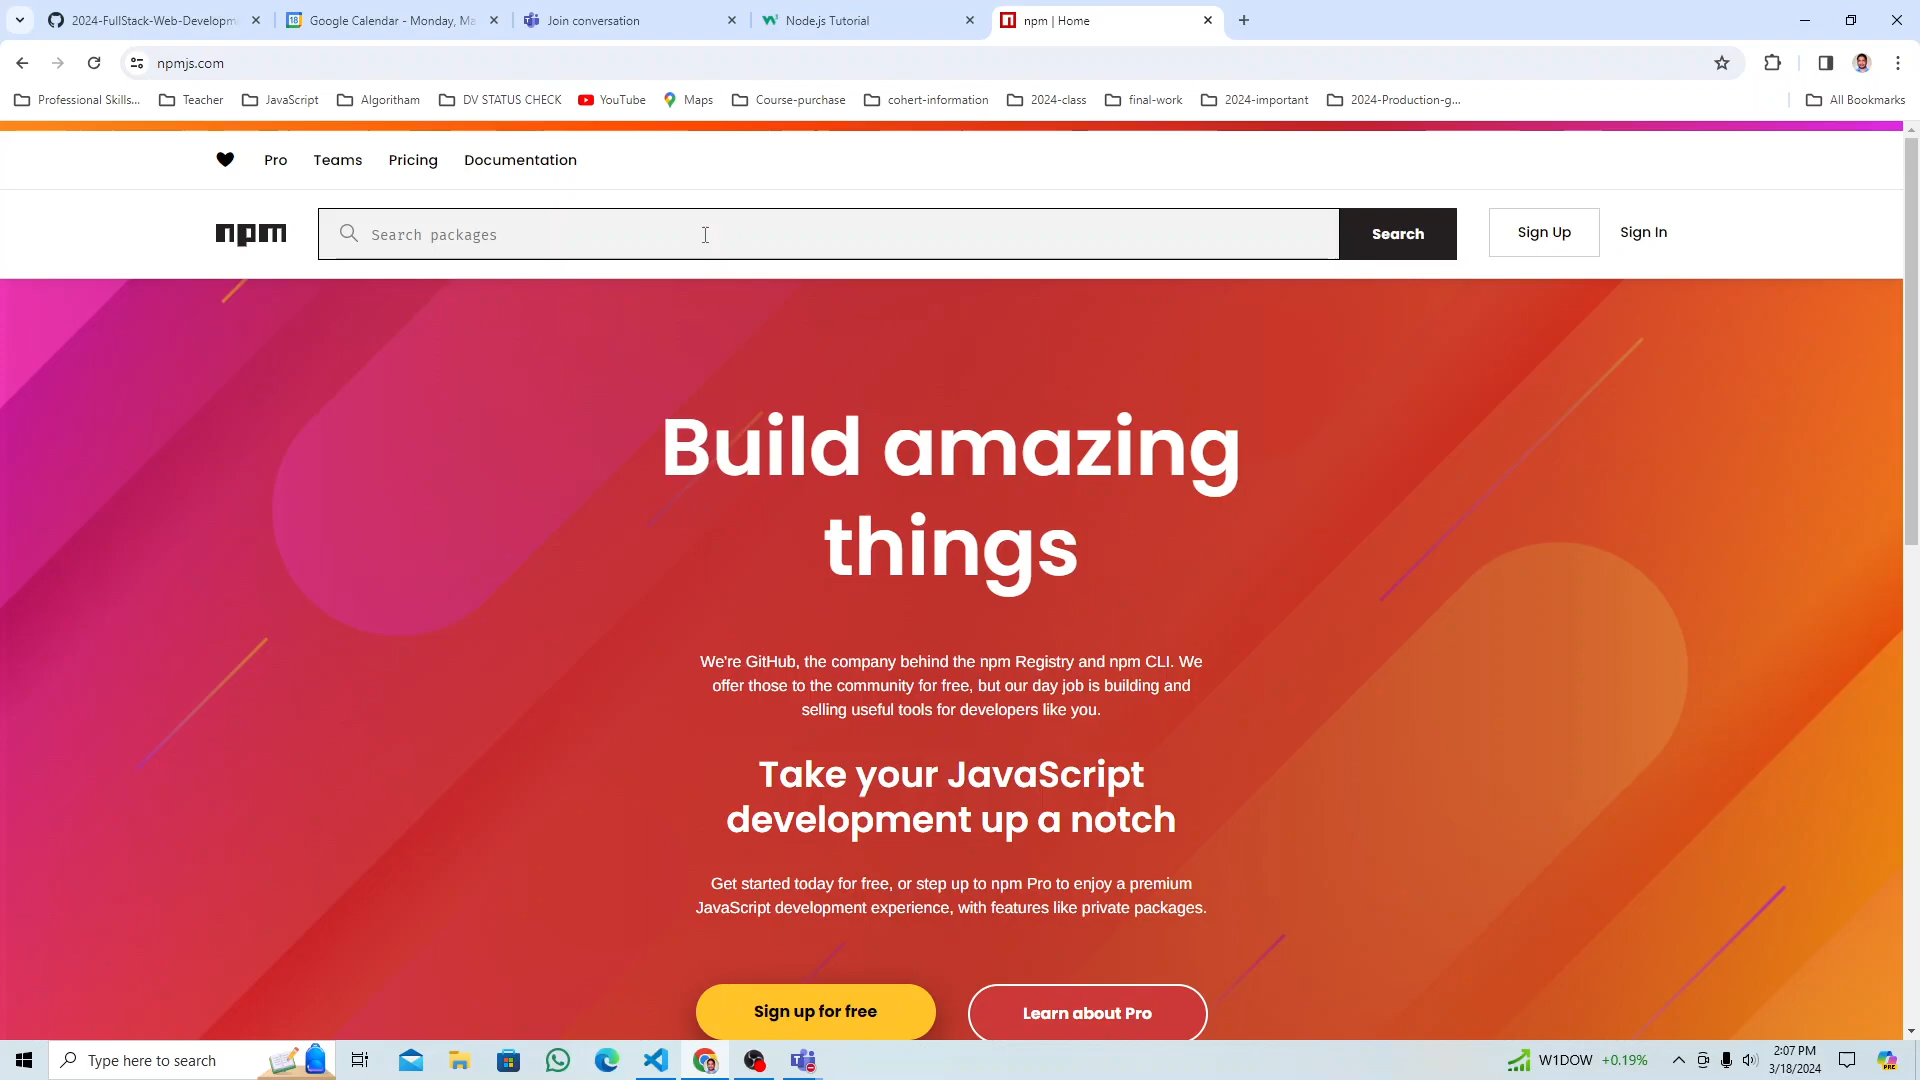 2024-FullStack-Web-Developm
Google Calendar - Monday, Ma
Join conversation
Node.js Tutorial
npm | Home
npmjs.com
Professional Skills...
Teacher
JavaScript
Algoritham
DV STATUS CHECK
YouTube
Maps
Course-purchase
cohert-information
2024-class
final-work
2024-important
2024-Production-g...
All Bookmarks
Pro
Teams
Pricing
Documentation
npm
Search packages
Search
Sign Up
Sign In
Build amazing
things
We're GitHub, the company behind the npm Registry and npm CLI. We
offer those to the community for free, but our day job is building and
selling useful tools for developers like you.
Take your JavaScript
development up a notch
Get started today for free, or step up to npm Pro to enjoy a premium
JavaScript development experience, with features like private packages.
Sign up for free
Learn about Pro
Type here to search
W1DOW +0.19%
2:07 PM
3/18/2024
PRE